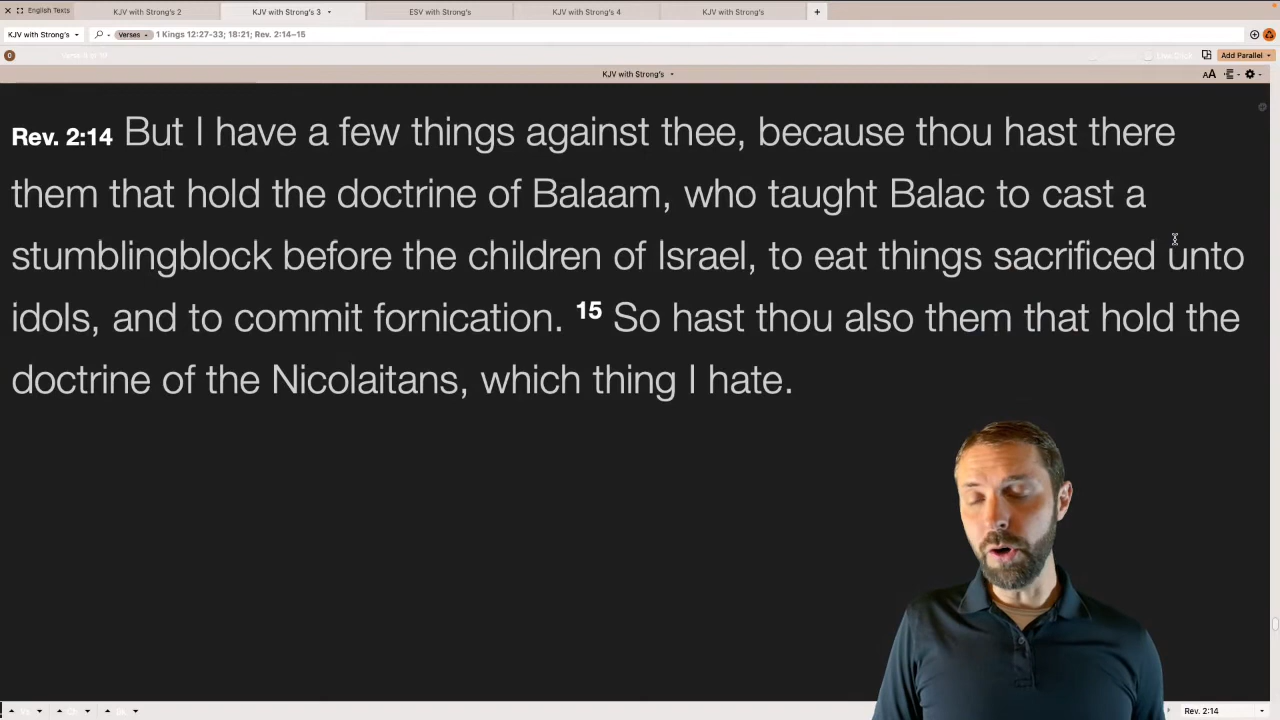 English Texts
KJV with Strong's 2
KJV with Strong's 3
ESV with Strong's
KJV with Strong's 4
KJV with Strong's
+
KJV with Strong's
Verses
1 Kings 12:27-33; 18:21; Rev. 2:14–15
0
Add Parallel
KJV with Strong's
AA
Rev. 2:14 But I have a few things against thee, because thou hast there
them that hold the doctrine of Balaam, who taught Balac to cast a
stumblingblock before the children of Israel, to eat things sacrificed unto
idols, and to commit fornication. 15 So hast thou also them that hold the
doctrine of the Nicolaitans, which thing I hate.
Rev. 2:14